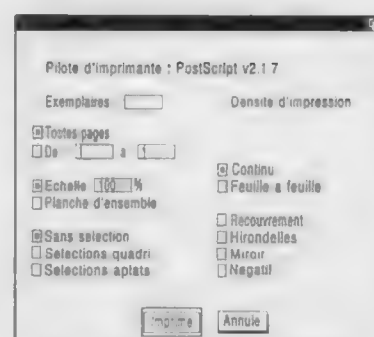 Pilote d'imprimante : PostScript v2.1 7
Exemplaires
Densite d'impression
Toutes pages
De a 1
Echelle 100 %
Planche d'ensemble
Continu
Feuille a feuille
Sans selection
Selections quadri
Selections aplats
Recouvrement
Hirondelles
Miroir
Negatif
Imprime Annule